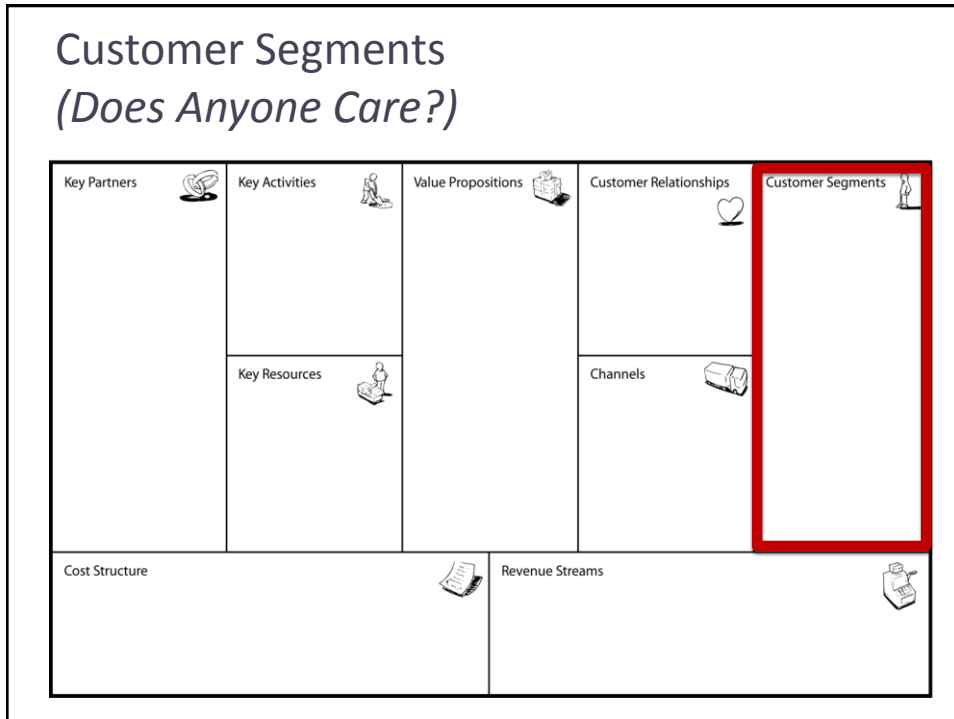 Customer Segments
(Does Anyone Care?)
Key Partners
Key Activities
Value Propositions
Customer Relationships
Customer Segments
Key Resources
Channels
Cost Structure
Revenue Streams